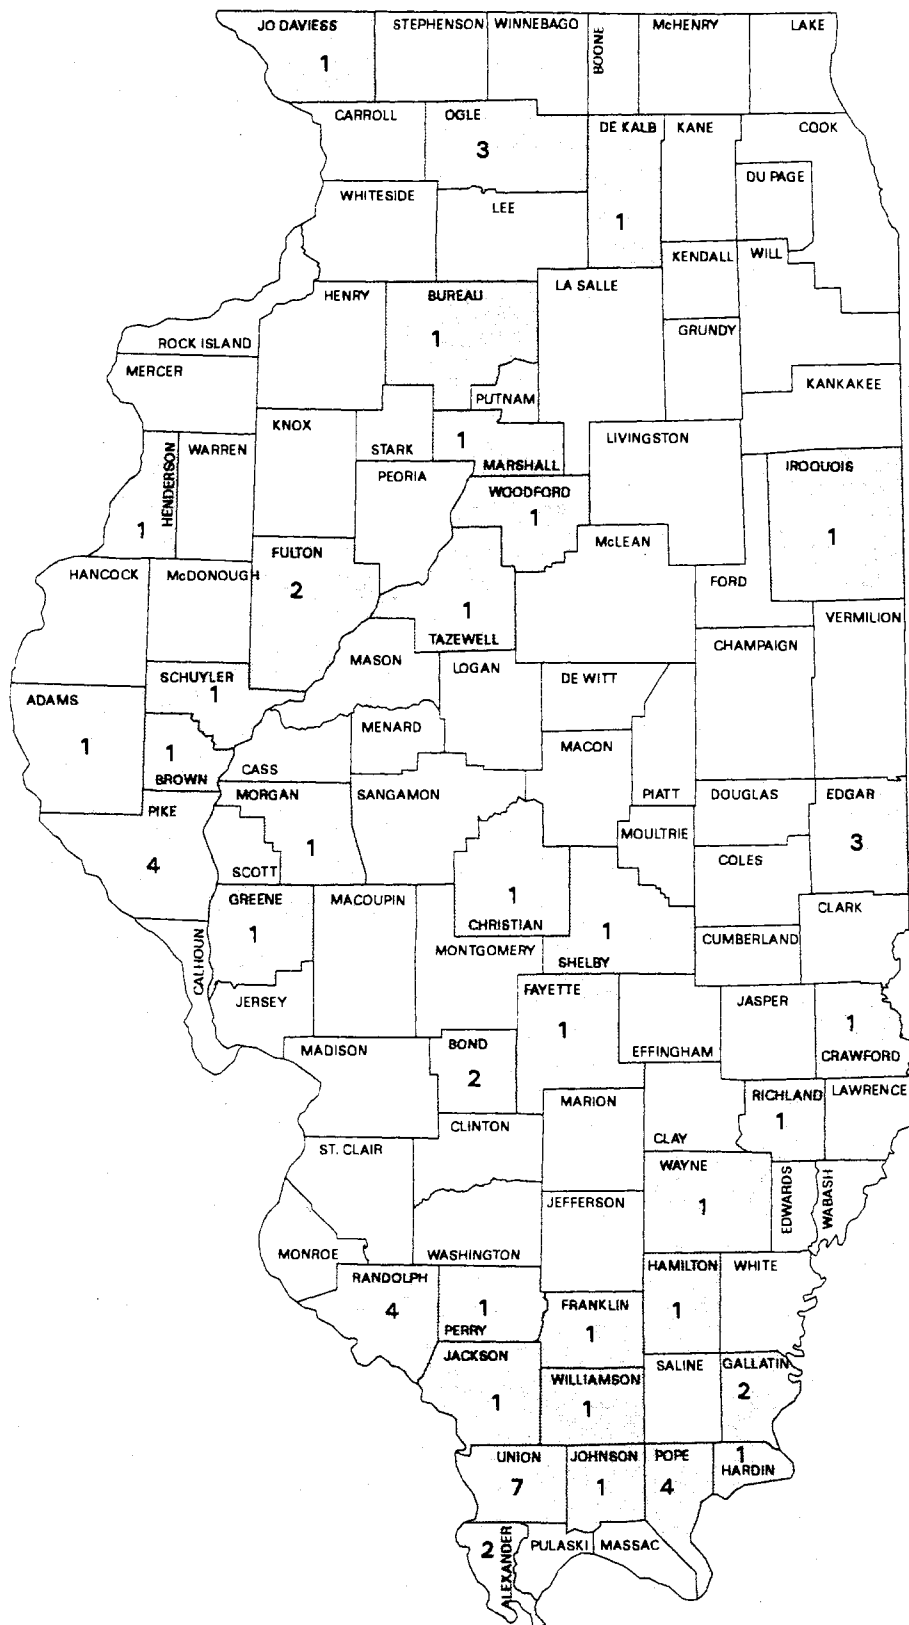 JO DAVIESS STEPHENSON WINNEBAGO BOONE McHENRY LAKE
1
CARROLL OGLE DE KALB KANE COOK
3
DU PAGE
WHITESIDE LEE
1
KENDALL WILL
HENRY BUREAU LA SALLE
1
ROCK ISLAND GRUNDY
MERCER
PUTNAM KANKAKEE
KNOX LIVINGSTON
HENDERSON WARREN STARK 1
MARSHALL IROQUOIS
PEORIA
WOODFORD
1 1 1
FULTON McLEAN
HANCOCK McDONOUGH
2 FORD
1
TAZEWELL VERMILION
MASON CHAMPAIGN
SCHUYLER LOGAN DE WITT
ADAMS 1
MENARD
1 1 MACON
BROWN CASS
MORGAN SANGAMON PIATT DOUGLAS EDGAR
PIKE
MOULTRIE
4 SCOTT 1 COLES 3
GREENE MACOUPIN 1
CHRISTIAN CLARK
1 1
CALHOUN MONTGOMERY CUMBERLAND
SHELBY
JERSEY FAYETTE JASPER
1 1
MADISON BOND EFFINGHAM CRAWFORD
2
MARION RICHLAND LAWRENCE
CLINTON 1
ST. CLAIR CLAY
WAYNE
EDWARDS WABASH
1
JEFFERSON
MONROE WASHINGTON
RANDOLPH HAMILTON WHITE
4 1 FRANKLIN 1
PERRY 1
JACKSON SALINE GALLATIN
WILLIAMSON 2
1 1
UNION JOHNSON POPE 1
HARDIN
7 1 4
2 ALEXANDER PULASKI MASSAC